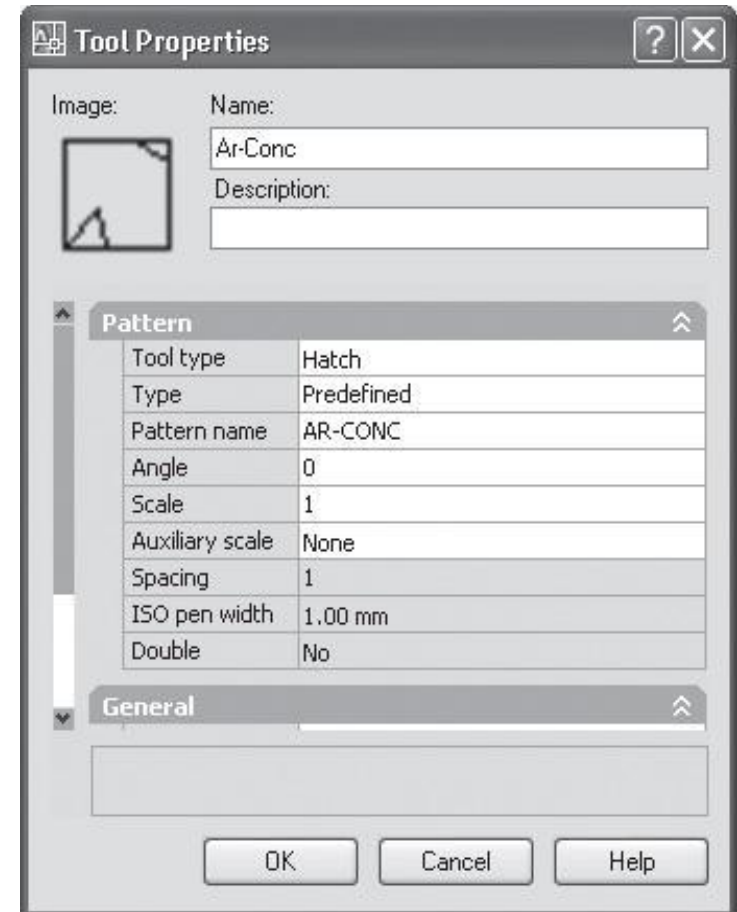 Tool Properties
Image:
Name:
Ar-Conc
Description:
Pattern
Tool type Hatch
Type Predefined
Pattern name AR-CONC
Angle 0
Scale 1
Auxiliary scale None
Spacing 1
ISO pen width 1.00 mm
Double No
General
OK Cancel Help